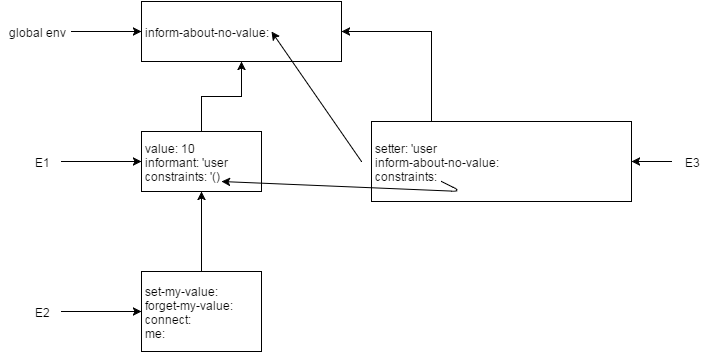 global env
inform-about-no-value:
E1
value: 10
informant: 'user
constraints: '()
setter: 'user
inform-about-no-value:
constraints:
E3
E2
set-my-value:
forget-my-value:
connect:
me: